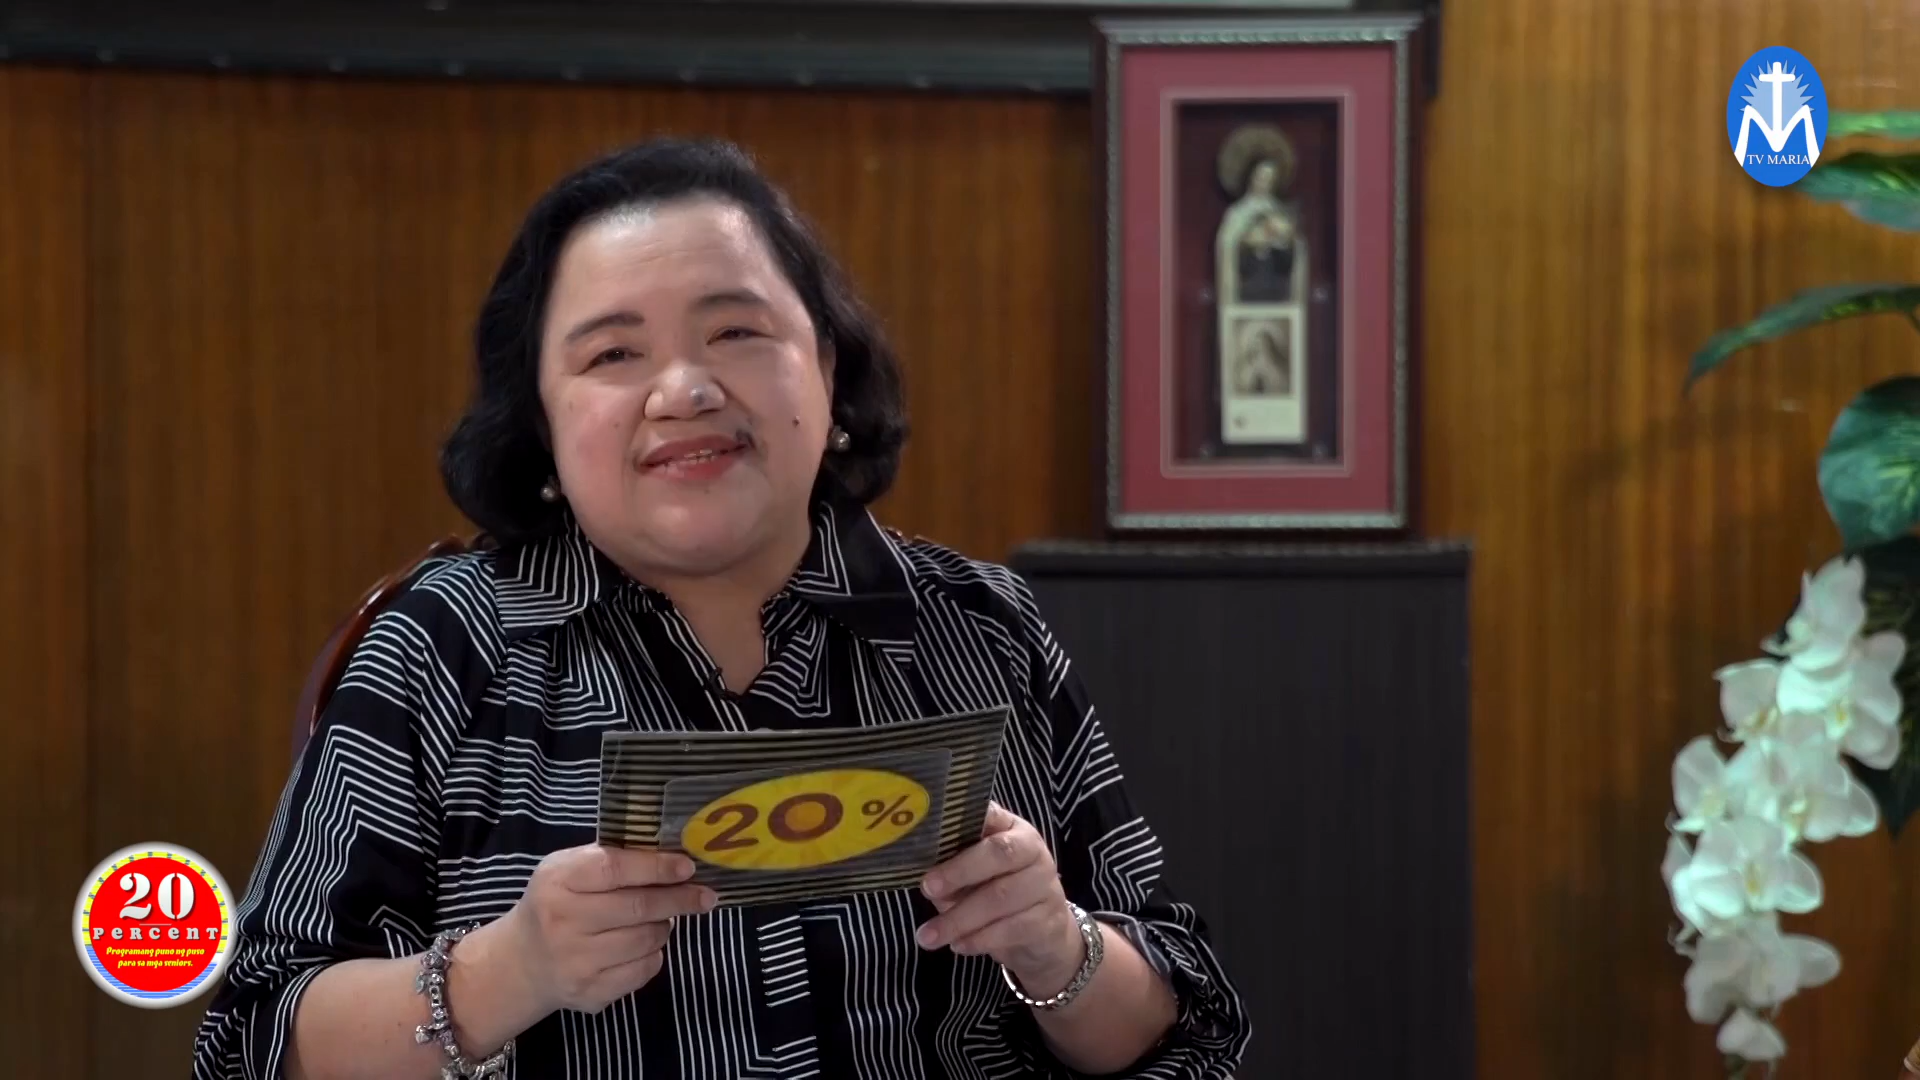 TV MARIA
20 %
20
PERCENT
Programang puno ng puso
para sa mga seniors.